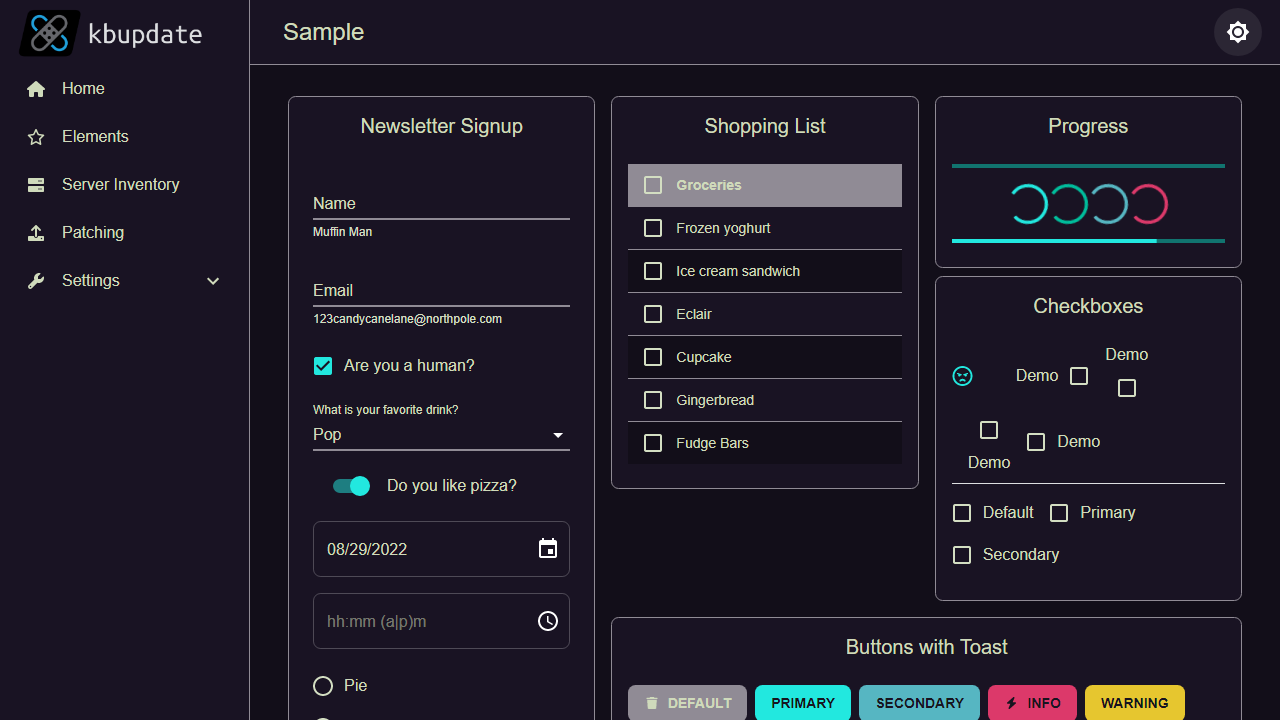 kbupdate
Home
Elements
Server Inventory
Patching
Settings
Sample
Newsletter Signup
Name
Muffin Man
Email
123candycanelane@northpole.com
Are you a human?
What is your favorite drink?
Pop
Do you like pizza?
08/29/2022
hh:mm (a|p)m
Pie
Shopping List
Groceries
Frozen yoghurt
Ice cream sandwich
Eclair
Cupcake
Gingerbread
Fudge Bars
Progress
Checkboxes
Demo
Demo
Demo
Demo
Default Primary
Secondary
Buttons with Toast
DEFAULT PRIMARY SECONDARY INFO WARNING